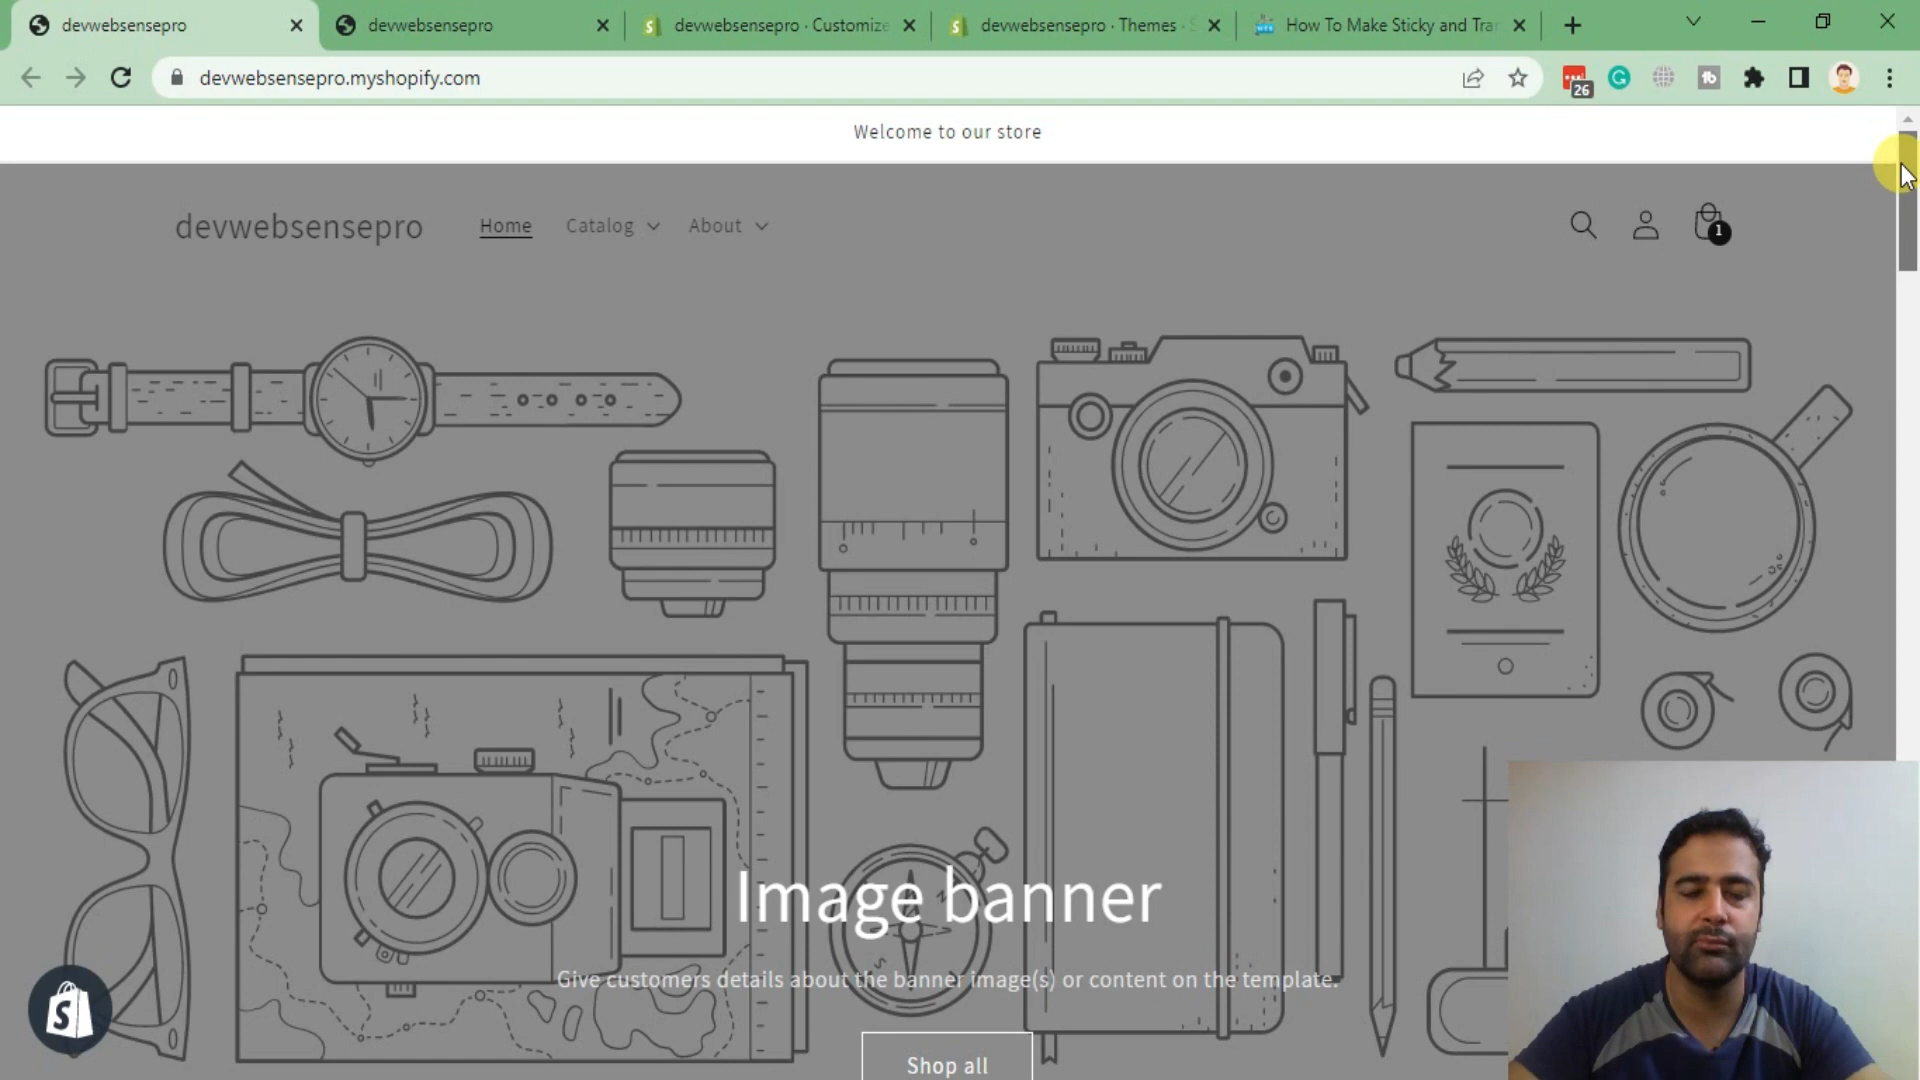 devwebsensepro
devwebsensepro
devwebsensepro · Customize
devwebsensepro · Themes · S
How To Make Sticky and Tra
devwebsensepro.myshopify.com
26
Welcome to our store
devwebsensepro
Home
Catalog
About
1
Image banner
Give customers details about the banner image(s) or content on the template.
Shop all